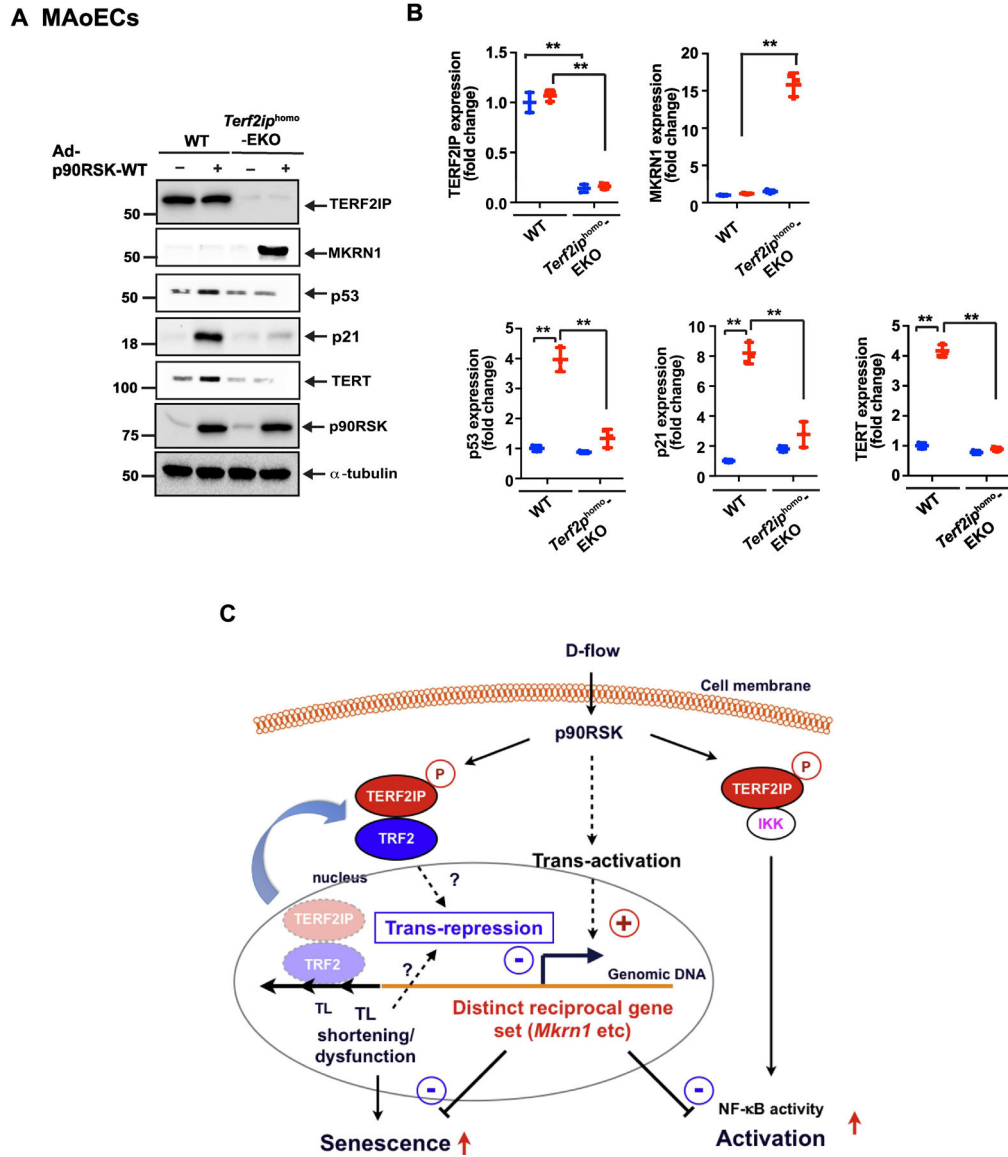 A MAoECs
Ad-
p90RSK-WT
WT
Terf2ip^homo
-EKO
– + – +
50
TERF2IP
50
MKRN1
50
p53
18
p21
100
TERT
75
p90RSK
50
α-tubulin
B
TERF2IP expression
(fold change)
1.5
1.0
0.5
0.0
**
**
WT
Terf2ip^homo-
EKO
MKRN1 expression
(fold change)
20
15
10
5
0
**
WT
Terf2ip^homo-
EKO
p53 expression
(fold change)
5
4
3
2
1
0
**
**
WT
Terf2p^homo-
EKO
p21 expression
(fold change)
10
8
6
4
2
0
**
**
WT
Terf2ip^homo-
EKO
TERT expression
(fold change)
5
4
3
2
1
0
**
**
WT
Terf2ip^homo-
EKO
C
D-flow
Cell membrane
p90RSK
P
TERF2IP
TRF2
P
TERF2IP
IKK
Trans-activation
nucleus
?
TERF2IP
TRF2
Trans-repression
+
-
?
Genomic DNA
TL
TL
shortening/
dysfunction
Distinct reciprocal gene
set (Mkrn1 etc)
-
-
Senescence
NF-κB activity
Activation